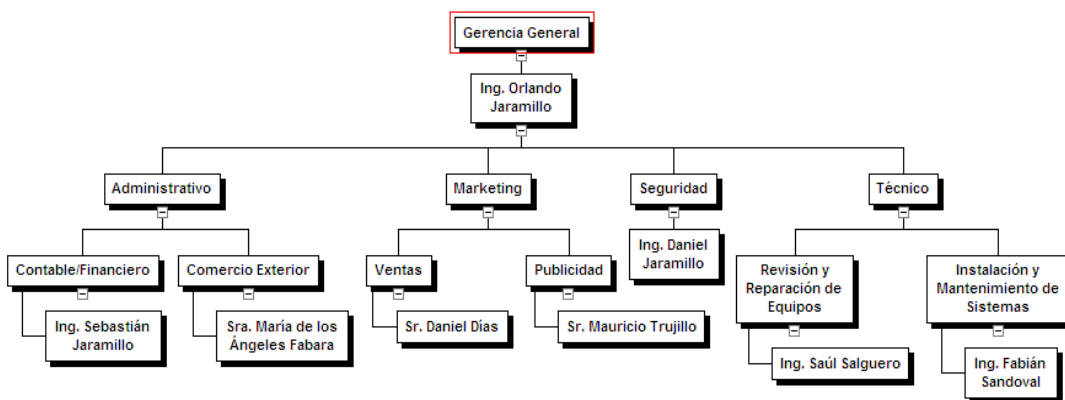 Gerencia General
Ing. Orlando
Jaramillo
Administrativo
Marketing
Seguridad
Técnico
Contable/Financiero
Comercio Exterior
Ventas
Publicidad
Ing. Daniel
Jaramillo
Revisión y
Reparación de
Equipos
Instalación y
Mantenimiento de
Sistemas
Ing. Sebastián
Jaramillo
Sra. María de los
Ángeles Fabara
Sr. Daniel Días
Sr. Mauricio Trujillo
Ing. Saúl Salguero
Ing. Fabián
Sandoval